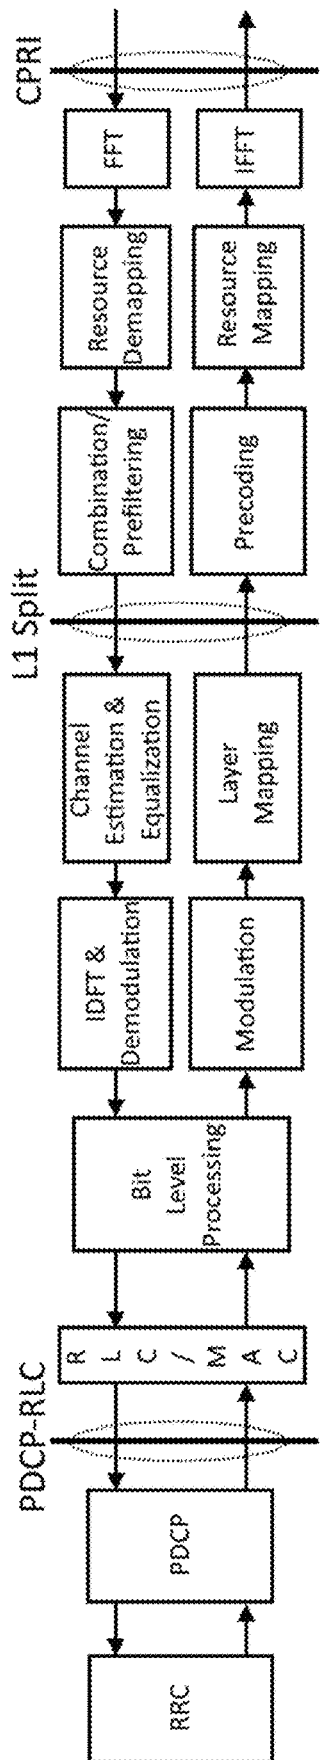 PDCP-RLC
L1 Split
CPRI
RRC
PDCP
R
L
C
/
M
A
C
Bit
Level
Processing
IDFT &
Demodulation
Channel
Estimation &
Equalization
Combination/
Prefiltering
Resource
Demapping
FFT
Modulation
Layer
Mapping
Precoding
Resource
Mapping
IFFT